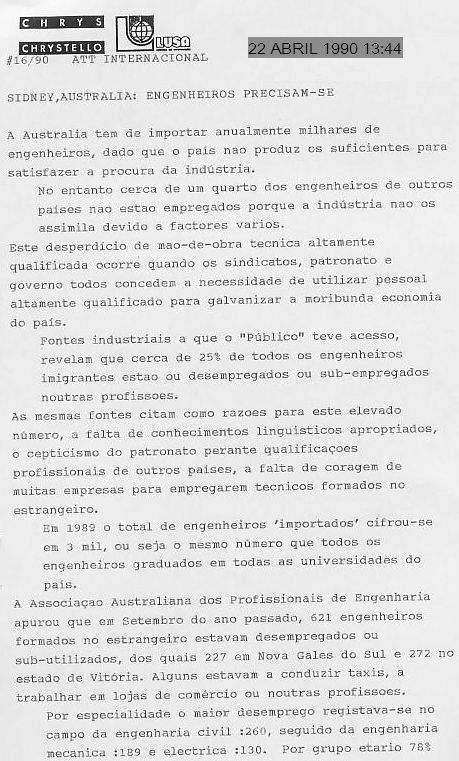 CHRYS
CHRYSTELLO
LUSA
22 ABRIL 1990 13:44
#16/90 ATT INTERNACIONAL
SIDNEY,AUSTRALIA: ENGENHEIROS PRECISAM-SE
A Australia tem de importar anualmente milhares de
engenheiros, dado que o país nao produz os suficientes para
satisfazer a procura da indústria.
No entanto cerca de um quarto dos engenheiros de outros
países nao estao empregados porque a indústria nao os
assimila devido a factores varios.
Este desperdício de mao-de-obra tecnica altamente
qualificada ocorre quando os sindicatos, patronato e
governo todos concedem a necessidade de utilizar pessoal
altamente qualificado para galvanizar a moribunda economia
do país.
Fontes industriais a que o "Público" teve acesso,
revelam que cerca de 25% de todos os engenheiros
imigrantes estao ou desempregados ou sub-empregados
noutras profissoes.
As mesmas fontes citam como razoes para este elevado
número, a falta de conhecimentos linguisticos apropriados,
o cepticismo do patronato perante qualificaçoes
profissionais de outros países, a falta de coragem de
muitas empresas para empregarem tecnicos formados no
estrangeiro.
Em 1989 o total de engenheiros 'importados' cifrou-se
em 3 mil, ou seja o mesmo número que todos os
engenheiros graduados em todas as universidades do
país.
A Associaçao Australiana dos Profissionais de Engenharia
apurou que em Setembro do ano passado, 621 engenheiros
formados no estrangeiro estavam desempregados ou
sub-utilizados, dos quais 227 em Nova Gales do Sul e 272 no
estado de Vitória. Alguns estavam a conduzir taxis, a
trabalhar em lojas de comércio ou noutras profissoes.
Por especialidade o maior desemprego registava-se no
campo da engenharia civil :260, seguido da engenharia
mecanica :189 e electrica :130. Por grupo etario 78%